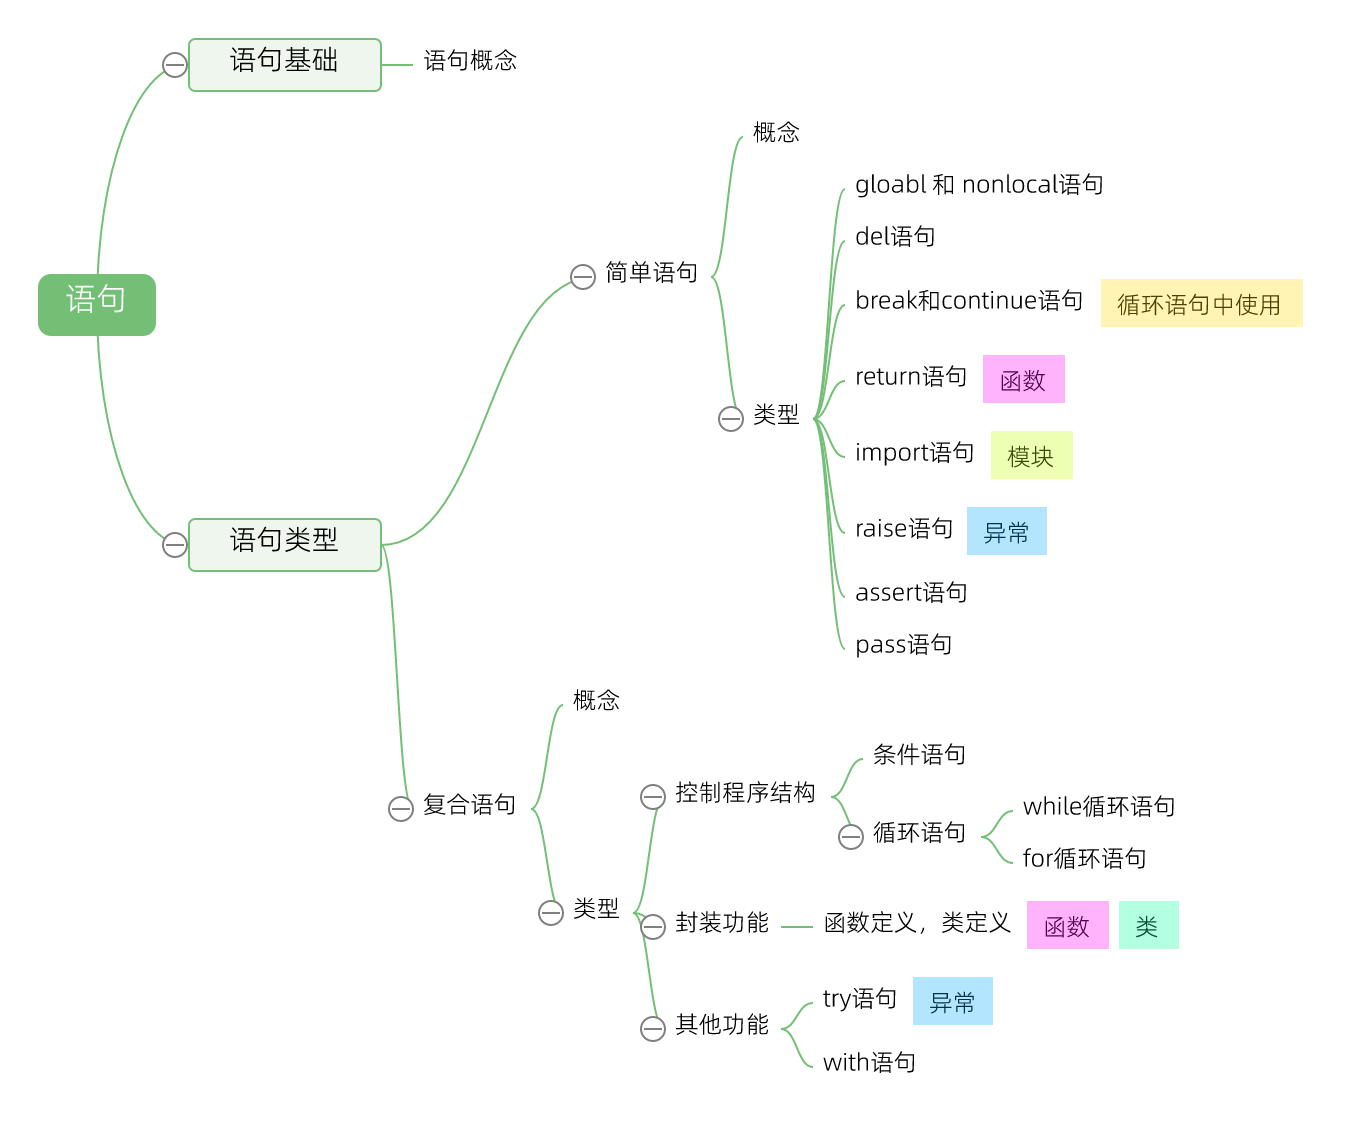 语句
语句基础
语句概念
语句类型
简单语句
概念
类型
gloabl 和 nonlocal语句
del语句
break和continue语句 循环语句中使用
return语句 函数
import语句 模块
raise语句 异常
assert语句
pass语句
复合语句
概念
类型
控制程序结构
条件语句
循环语句
while循环语句
for循环语句
封装功能
函数定义，类定义 函数 类
其他功能
try语句 异常
with语句